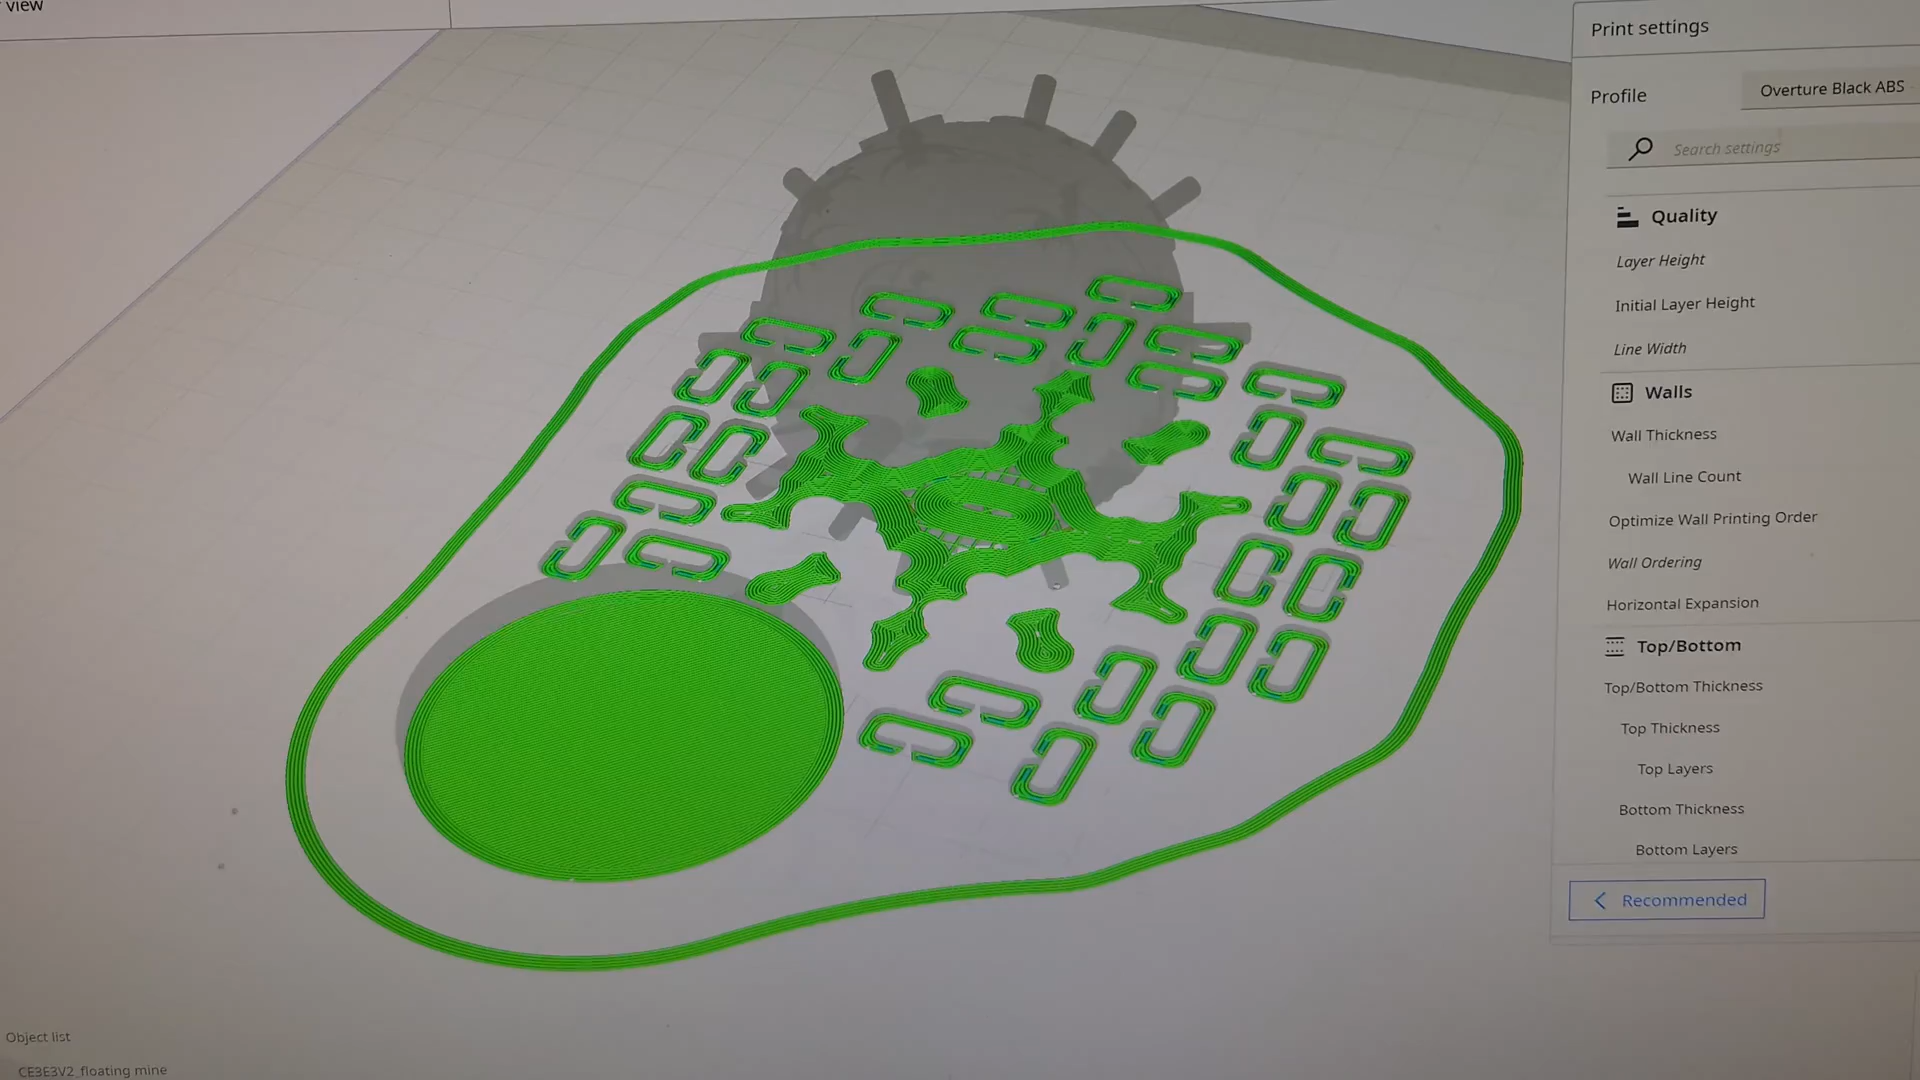 view
Print settings
Profile
Overture Black ABS
Search settings
Quality
Layer Height
Initial Layer Height
Line Width
Walls
Wall Thickness
Wall Line Count
Optimize Wall Printing Order
Wall Ordering
Horizontal Expansion
Top/Bottom
Top/Bottom Thickness
Top Thickness
Top Layers
Bottom Thickness
Bottom Layers
Recommended
Object list
CE3E3V2_floating mine